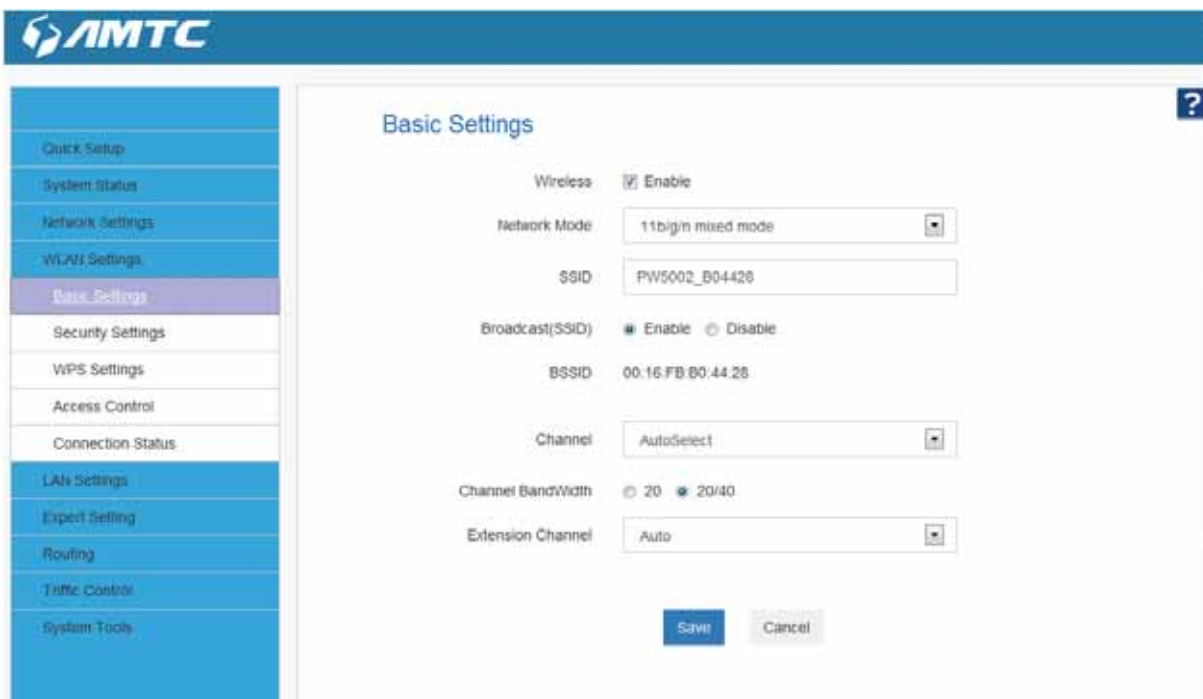 AMTC
?
Quick Setup
System Status
Network Settings
WLAN Settings
Basic Settings
Security Settings
WPS Settings
Access Control
Connection Status
LAN Settings
Expert Setting
Routing
Triffic Control
System Tools
Basic Settings
Wireless Enable
Network Mode 11b/g/n mixed mode
SSID PW5002_B04428
Broadcast(SSID) Enable Disable
BSSID 00:16:FB:B0:44:28
Channel AutoSelect
Channel BandWidth 20 20/40
Extension Channel Auto
Save Cancel